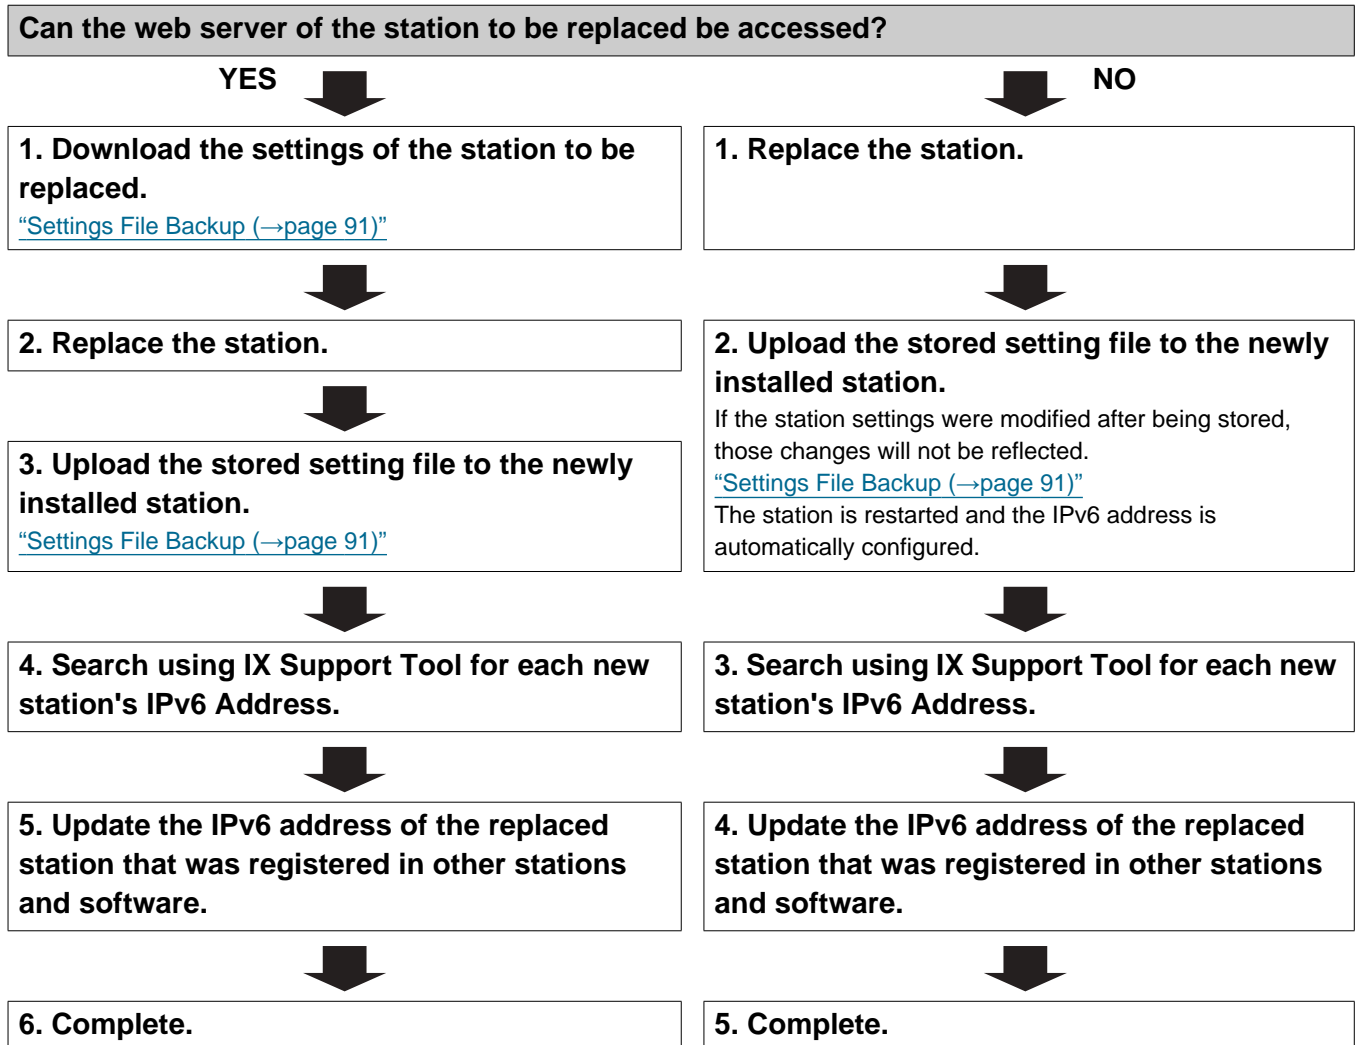 Can the web server of the station to be replaced be accessed?
YES
NO
1. Download the settings of the station to be
replaced.
“Settings File Backup (→page 91)”
2. Replace the station.
3. Upload the stored setting file to the newly
installed station.
“Settings File Backup (→page 91)”
4. Search using IX Support Tool for each new
station's IPv6 Address.
5. Update the IPv6 address of the replaced
station that was registered in other stations
and software.
6. Complete.
1. Replace the station.
2. Upload the stored setting file to the newly
installed station.
If the station settings were modified after being stored,
those changes will not be reflected.
“Settings File Backup (→page 91)”
The station is restarted and the IPv6 address is
automatically configured.
3. Search using IX Support Tool for each new
station's IPv6 Address.
4. Update the IPv6 address of the replaced
station that was registered in other stations
and software.
5. Complete.